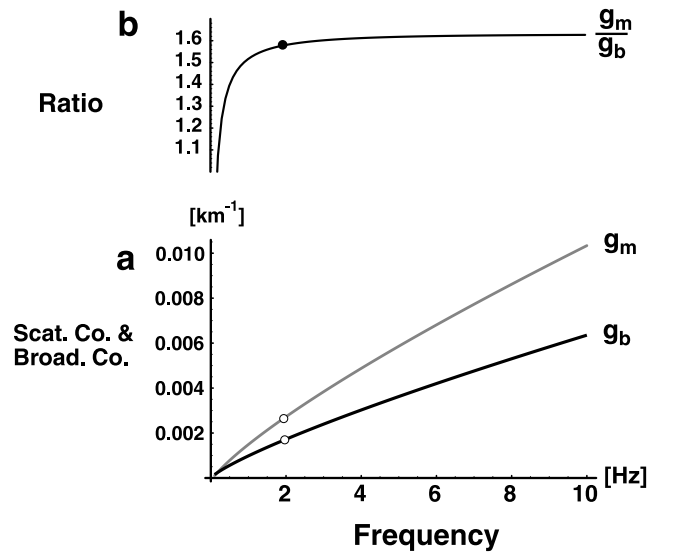 b
1.6
1.5
1.4
1.3
1.2
1.1
Ratio
gm
gb
[km-1]
a
0.010
0.008
0.006
0.004
0.002
Scat. Co. &
Broad. Co.
gm
gb
2
4
6
8
10
[Hz]
Frequency